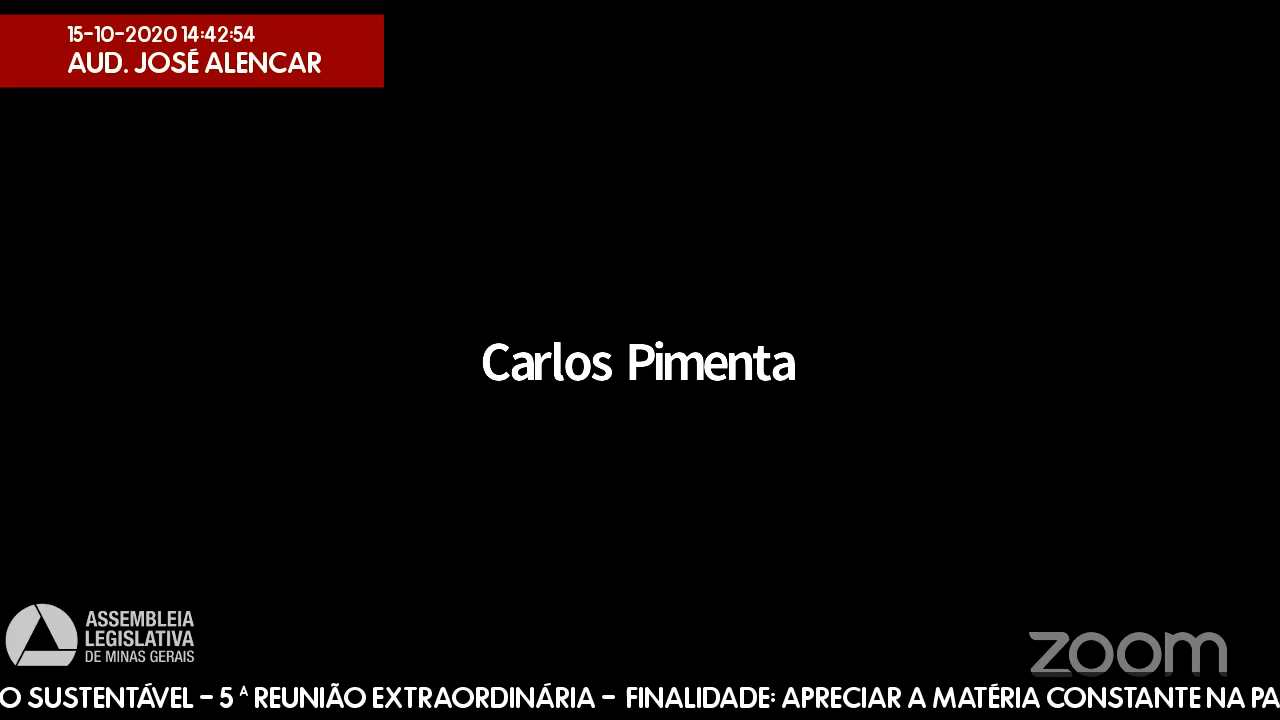 15-10-2020 14:42:54
AUD. JOSÉ ALENCAR
Carlos Pimenta
ASSEMBLEIA
LEGISLATIVA
DE MINAS GERAIS
zoom
O SUSTENTÁVEL - 5 ª REUNIÃO EXTRAORDINÁRIA - FINALIDADE: APRECIAR A MATÉRIA CONSTANTE NA PA